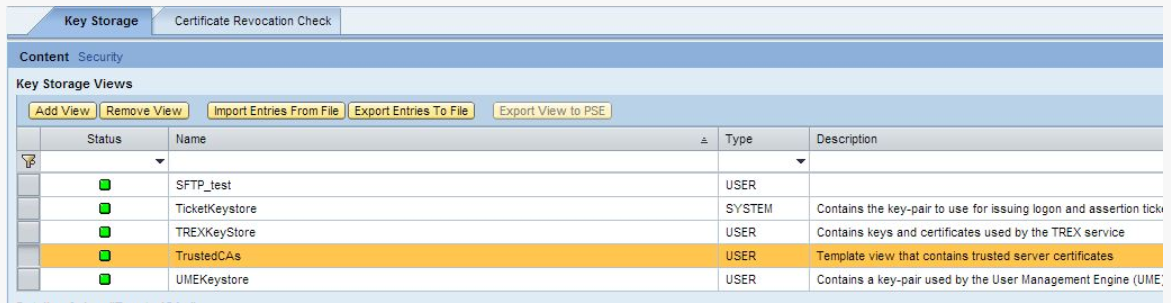 Key Storage Certificate Revocation Check
Content Security
Key Storage Views
Add View Remove View Import Entries From File Export Entries To File Export View to PSE
Status Name Type Description
SFTP_test USER
TicketKeystore SYSTEM Contains the key-pair to use for issuing logon and assertion
TREXKeyStore USER Contains keys and certificates used by the TREX service
TrustedCAs USER Template view that contains trusted server certificates
UMEKeystore USER Contains a key-pair used by the User Management Engine (UME)